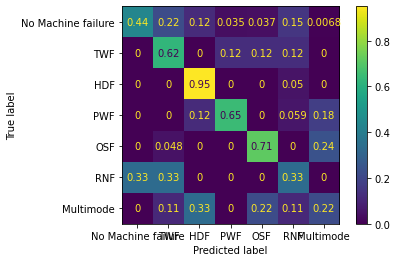 No Machine failure 0.44 0.22 0.12 0.035 0.037 0.15 0.0068
TWF 0 0.62 0 0.12 0.12 0.12 0
HDF 0 0 0.95 0 0 0.05 0
PWF 0 0 0.12 0.65 0 0.059 0.18
OSF 0 0.048 0 0 0.71 0 0.24
RNF 0.33 0.33 0 0 0 0.33 0
Multimode 0 0.11 0.33 0 0.22 0.11 0.22
No Machine failure TWF HDF PWF OSF RNF Multimode
Predicted label
True label
0.8
0.6
0.4
0.2
0.0